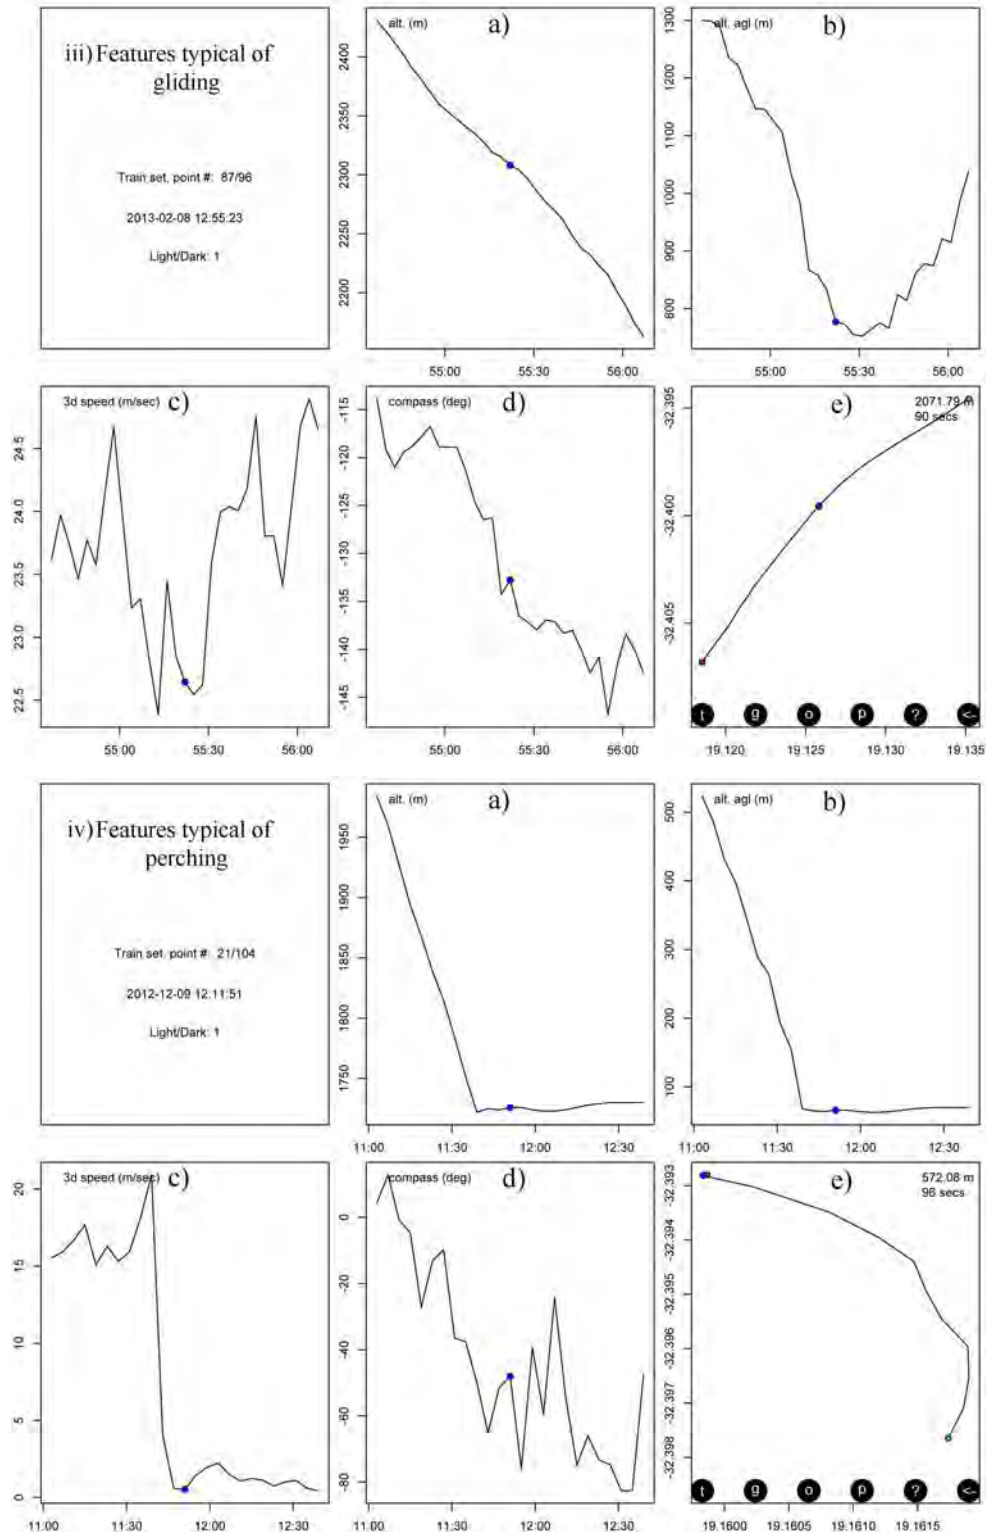 iii) Features typical of
gliding
Train set, point #: 87/96
2013-02-08 12:55:23
Light/Dark: 1
alt. (m)
a)
2400
2350
2300
2250
2200
55:00
55:30
56:00
alt. agl (m)
b)
1300
1200
1100
1000
900
800
55:00
55:30
56:00
3d speed (m/sec)
c)
24.5
24.0
23.5
23.0
22.5
55:00
55:30
56:00
compass (deg)
d)
-115
-120
-125
-130
-135
-140
-145
55:00
55:30
56:00
e)
2071.79 m
90 secs
-32.395
-32.400
-32.405
t g o p ? <-
19.120
19.125
19.130
19.135
iv) Features typical of
perching
Train set, point #: 21/104
2012-12-09 12:11:51
Light/Dark: 1
alt. (m)
a)
1950
1900
1850
1800
1750
11:00
11:30
12:00
12:30
alt. agl (m)
b)
500
400
300
200
100
11:00
11:30
12:00
12:30
3d speed (m/sec)
c)
20
15
10
5
0
11:00
11:30
12:00
12:30
compass (deg)
d)
0
-20
-40
-60
-80
11:00
11:30
12:00
12:30
e)
572.08 m
96 secs
-32.393
-32.394
-32.395
-32.396
-32.397
-32.398
t g o p ? <-
19.1600
19.1605
19.1610
19.1615